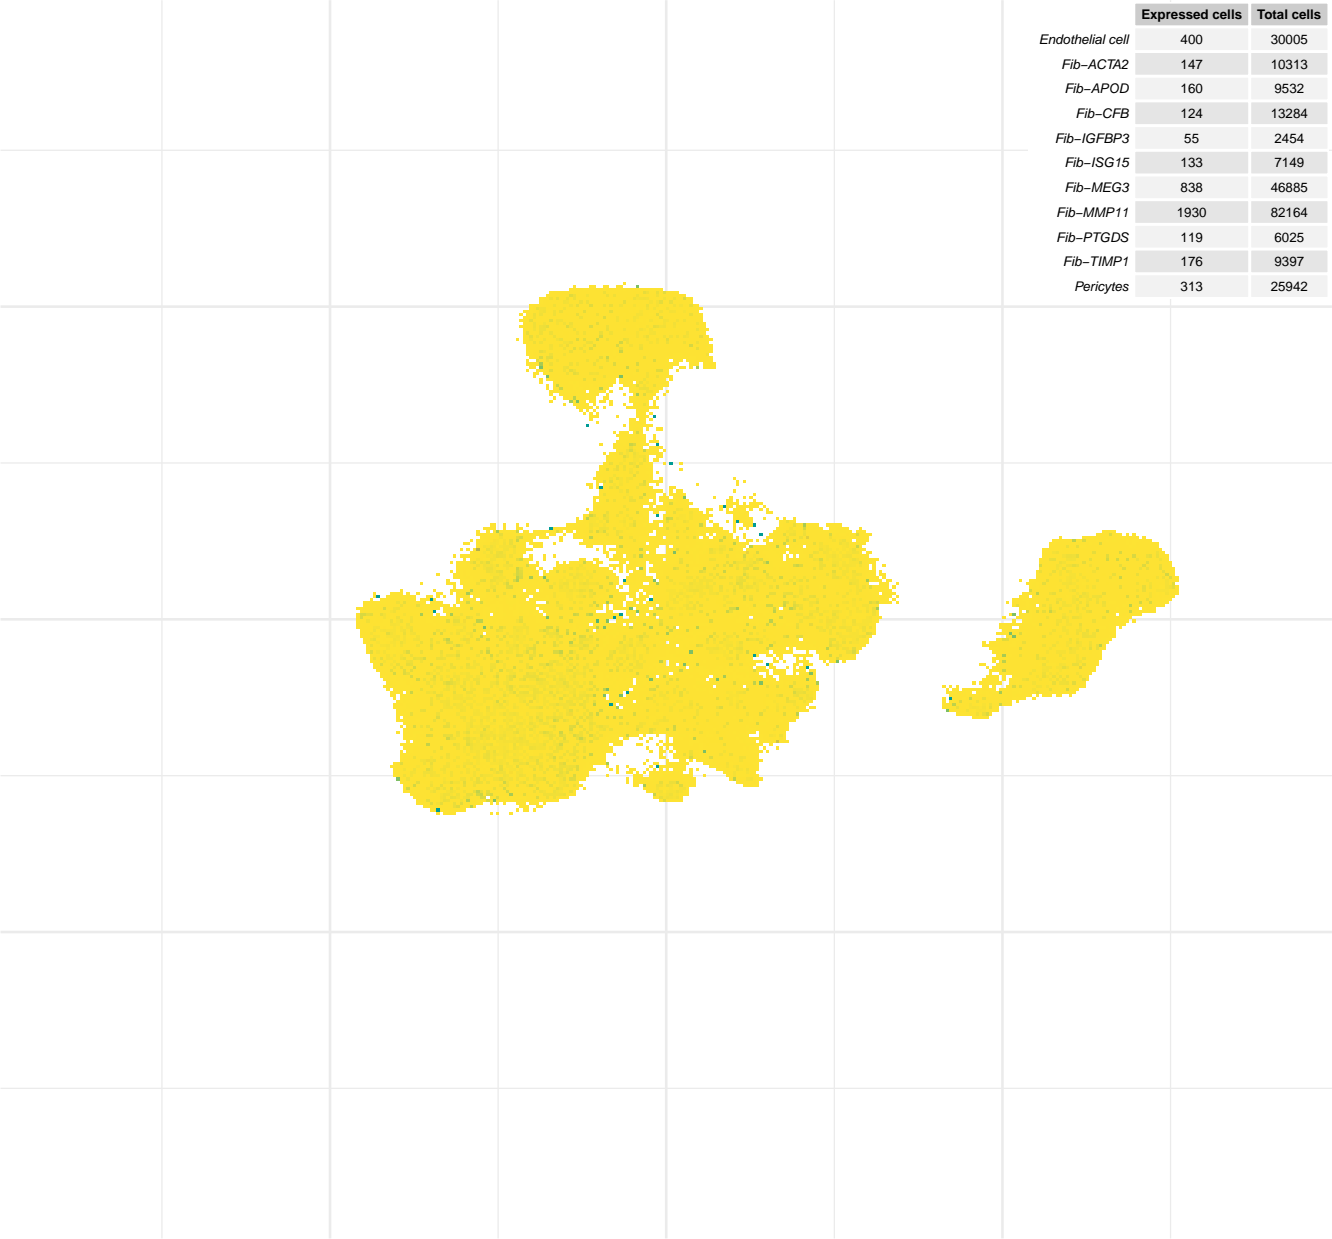 Expressed cells Total cells
Endothelial cell 400 30005
Fib−ACTA2 147 10313
Fib−APOD 160 9532
Fib−CFB 124 13284
Fib−IGFBP3 55 2454
Fib−ISG15 133 7149
Fib−MEG3 838 46885
Fib−MMP11 1930 82164
Fib−PTGDS 119 6025
Fib−TIMP1 176 9397
Pericytes 313 25942